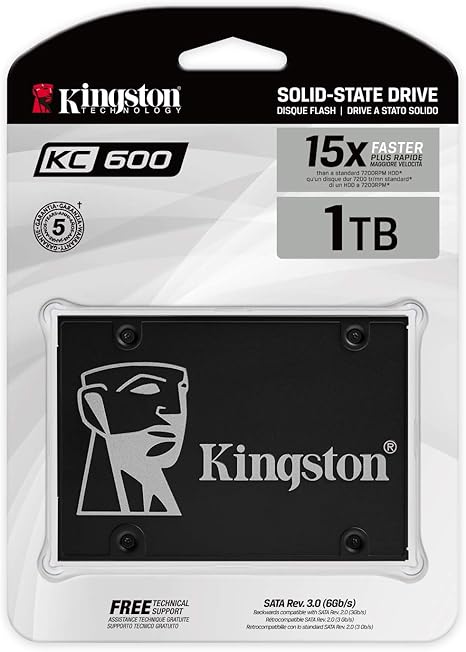 Kingston
TECHNOLOGY
SOLID-STATE DRIVE
DISQUE FLASH | DRIVE A STATO SOLIDO
KC 600
15x FASTER
PLUS RAPIDE
MAGGIORE VELOCITÀ
than a standard 7200RPM HDD*
qu'un disque dur 7200 tr/mn standard*
di un HDD a 7200RPM*
5
†
1TB
Kingston®
FREE TECHNICAL SUPPORT
ASSISTANCE TECHNIQUE GRATUITE
SUPPORTO TECNICO GRATUITO
SATA Rev. 3.0 (6Gb/s)
Backwards compatible with SATA Rev. 2.0 (3Gb/s)
Rétrocompatible avec SATA Rev. 2.0 (3 Gb/s)
Retrocompatibile con lo standard SATA Rev. 2.0 (3 Gb/s)